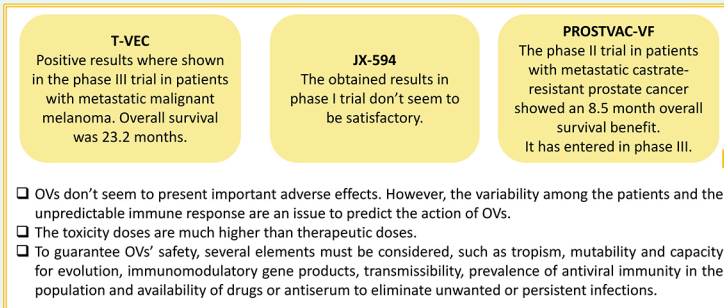 T-VEC
Positive results where shown
in the phase III trial in patients
with metastatic malignant
melanoma. Overall survival
was 23.2 months.
JX-594
The obtained results in
phase I trial don’t seem to
be satisfactory.
PROSTVAC-VF
The phase II trial in patients
with metastatic castrate-
resistant prostate cancer
showed an 8.5 month overall
survival benefit.
It has entered in phase III.
❑ OVs don’t seem to present important adverse effects. However, the variability among the patients and the
unpredictable immune response are an issue to predict the action of OVs.
❑ The toxicity doses are much higher than therapeutic doses.
❑ To guarantee OVs’ safety, several elements must be considered, such as tropism, mutability and capacity
for evolution, immunomodulatory gene products, transmissibility, prevalence of antiviral immunity in the
population and availability of drugs or antiserum to eliminate unwanted or persistent infections.